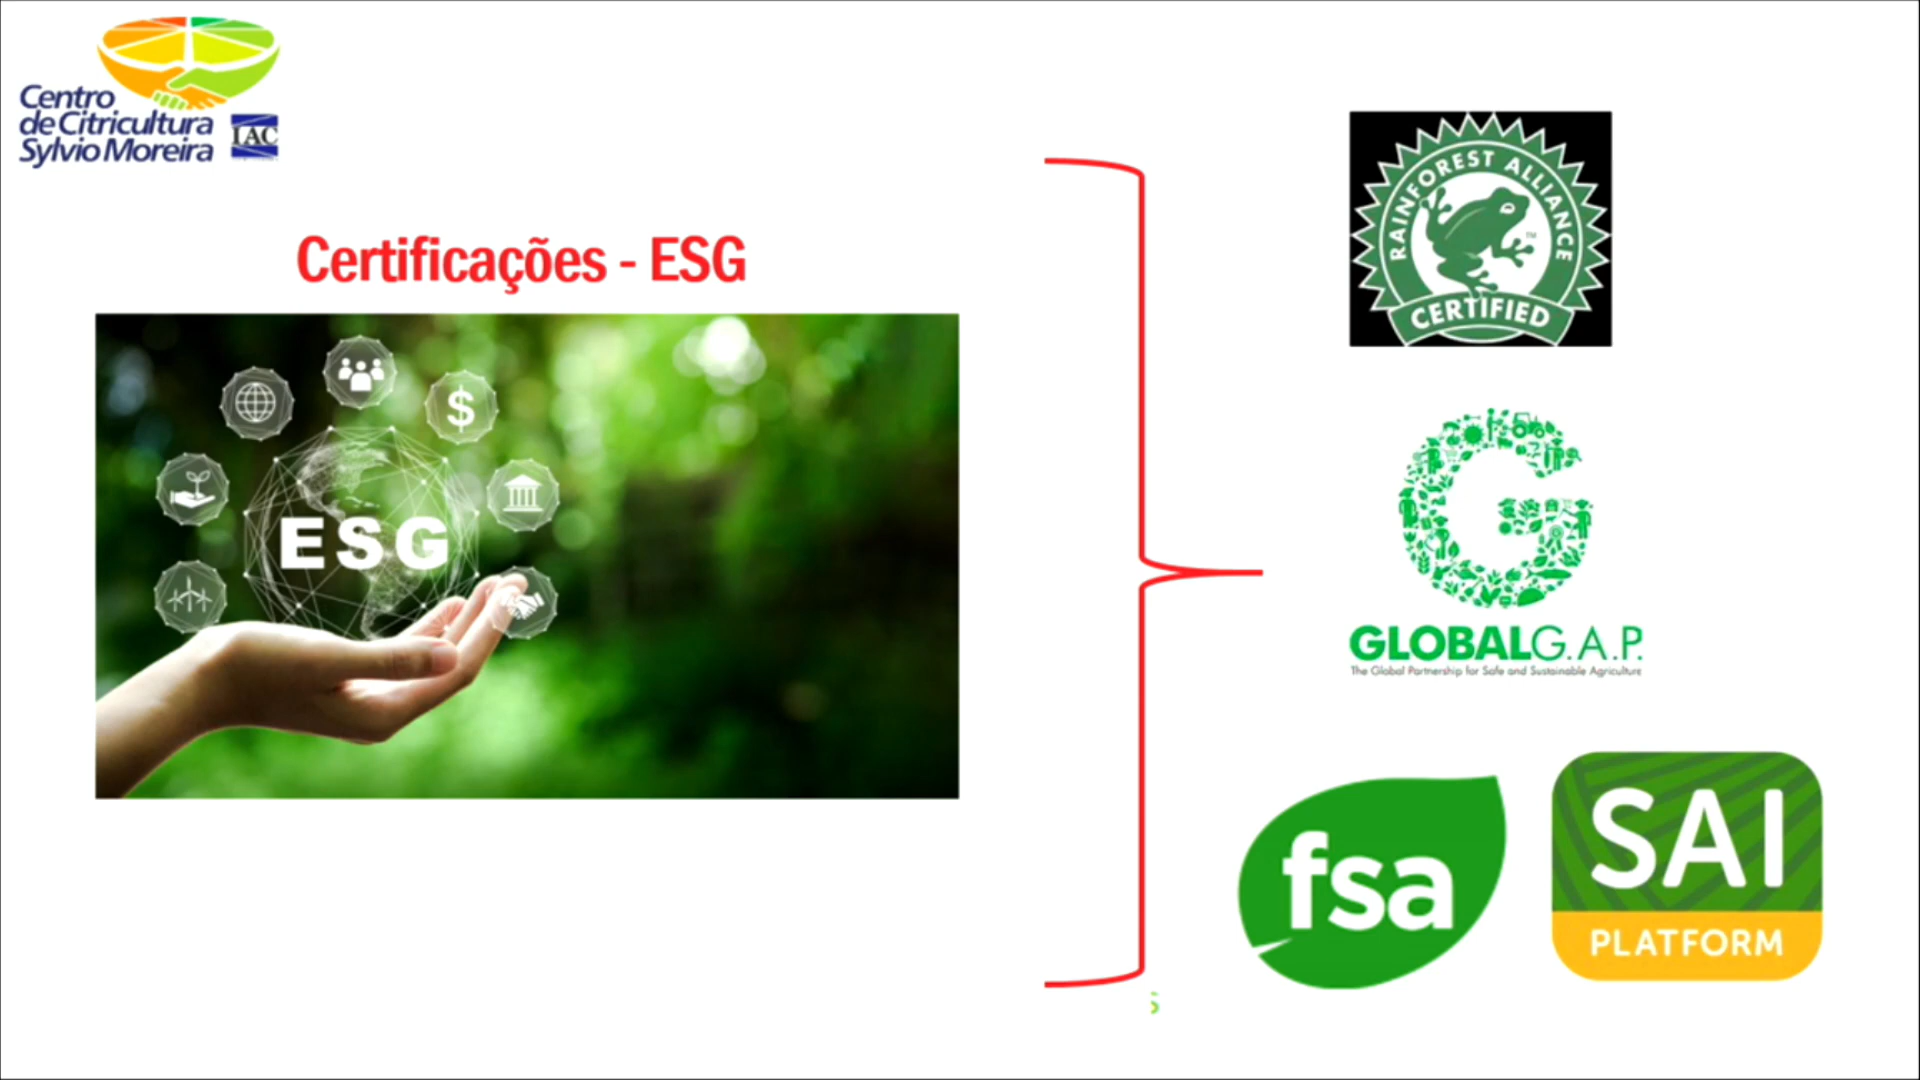 Centro
de Citricultura
Sylvio Moreira
IAC
Certificações - ESG
$
ESG
RAINFOREST ALLIANCE
TM
CERTIFIED
G
GLOBALG.A.P.
The Global Partnership for Safe and Sustainable Agriculture
fsa
SAI
PLATFORM
s